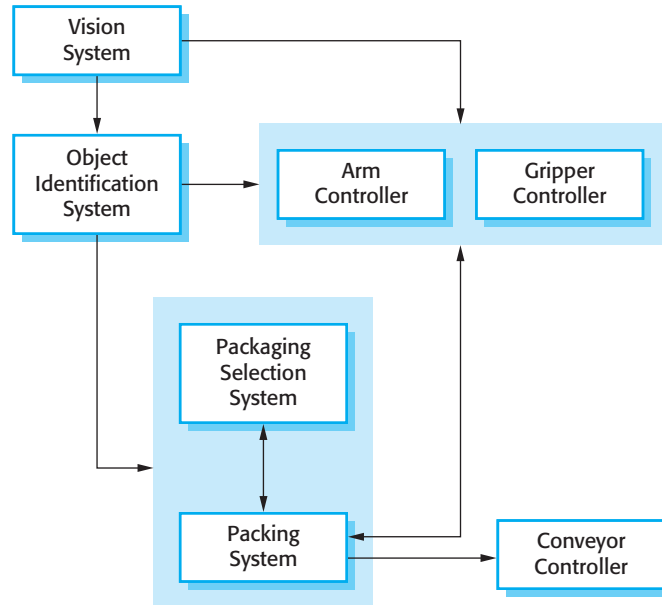 Vision
System
Object
Identification
System
Arm
Controller
Gripper
Controller
Packaging
Selection
System
Packing
System
Conveyor
Controller